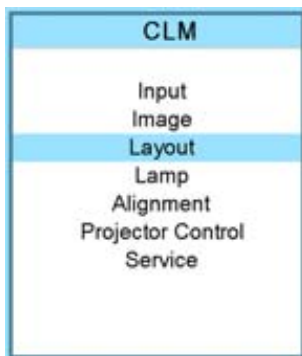 CLM
Input
Image
Layout
Lamp
Alignment
Projector Control
Service